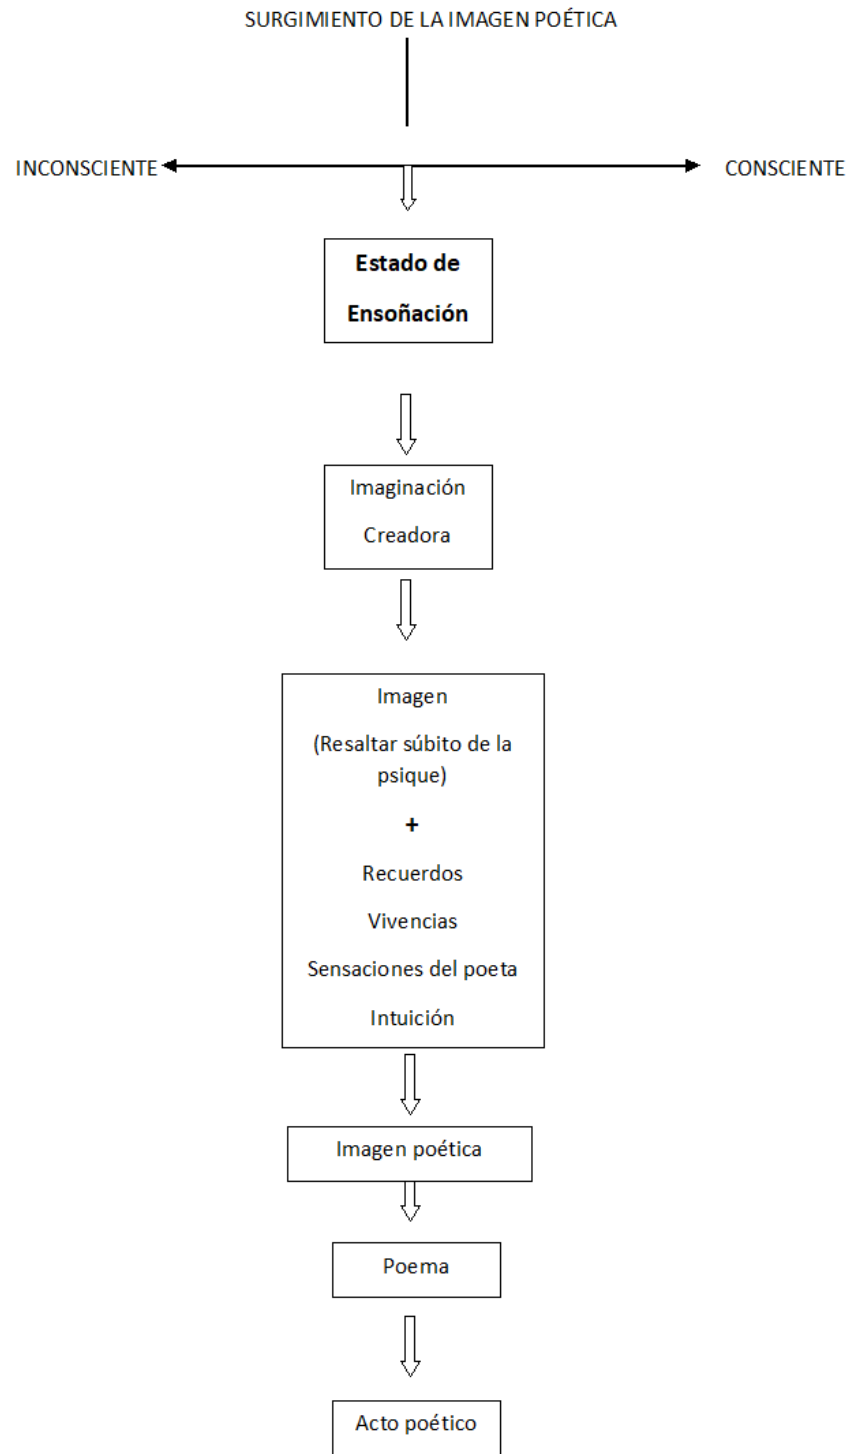 SURGIMIENTO DE LA IMAGEN POÉTICA
INCONSCIENTE
CONSCIENTE
Estado de
Ensoñación
Imaginación
Creadora
Imagen
(Resaltar súbito de la
psique)
+
Recuerdos
Vivencias
Sensaciones del poeta
Intuición
Imagen poética
Poema
Acto poético